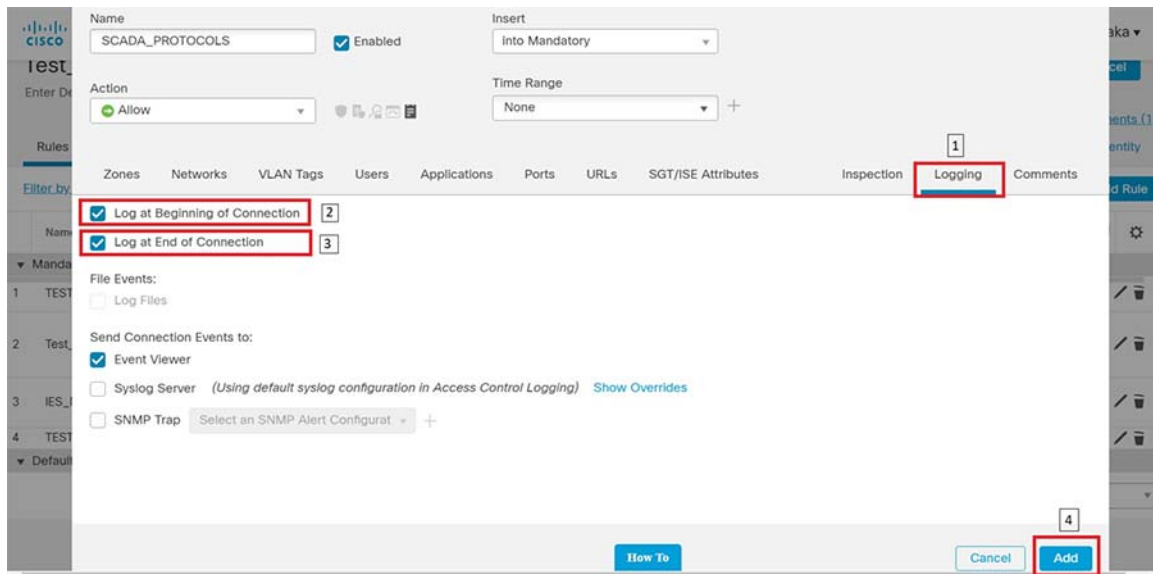 Name
Insert
cisco
SCADA_PROTOCOLS
Enabled
into Mandatory
aka
Test_
cel
Enter De
Action
Time Range
Allow
None
ents (1
1
Rules
entity
Zones Networks VLAN Tags Users Applications Ports URLs SGT/ISE Attributes Inspection Logging Comments
Filter by
d Rule
Log at Beginning of Connection 2
Nam
Log at End of Connection 3
Manda
File Events:
1 TEST
Log Files
Send Connection Events to:
2 Test_
Event Viewer
Syslog Server (Using default syslog configuration in Access Control Logging) Show Overrides
3 IES_
SNMP Trap Select an SNMP Alert Configurat
4 TEST
Default
4
How To
Cancel
Add